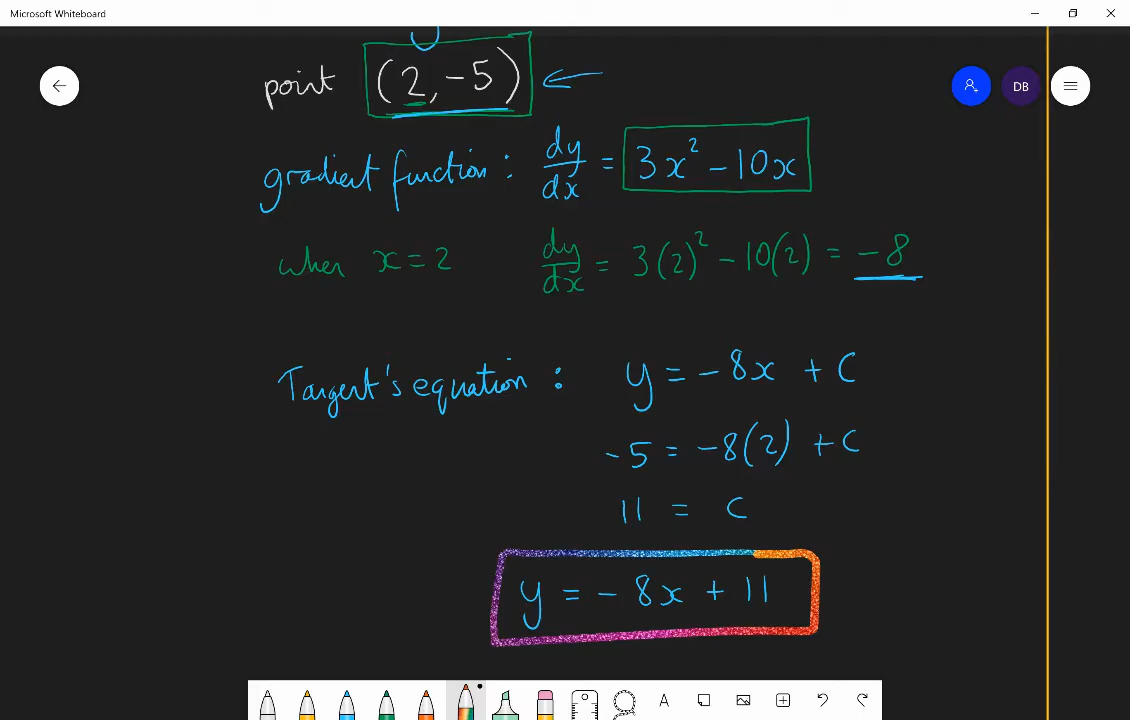 Microsoft Whiteboard
point (2, -5)
DB
gradient function : dy/dx = 3x² - 10x
when x = 2 dy/dx = 3(2)² - 10(2) = -8
Tangent's equation : y = -8x + C
-5 = -8(2) + C
11 = C
y = -8x + 11
A